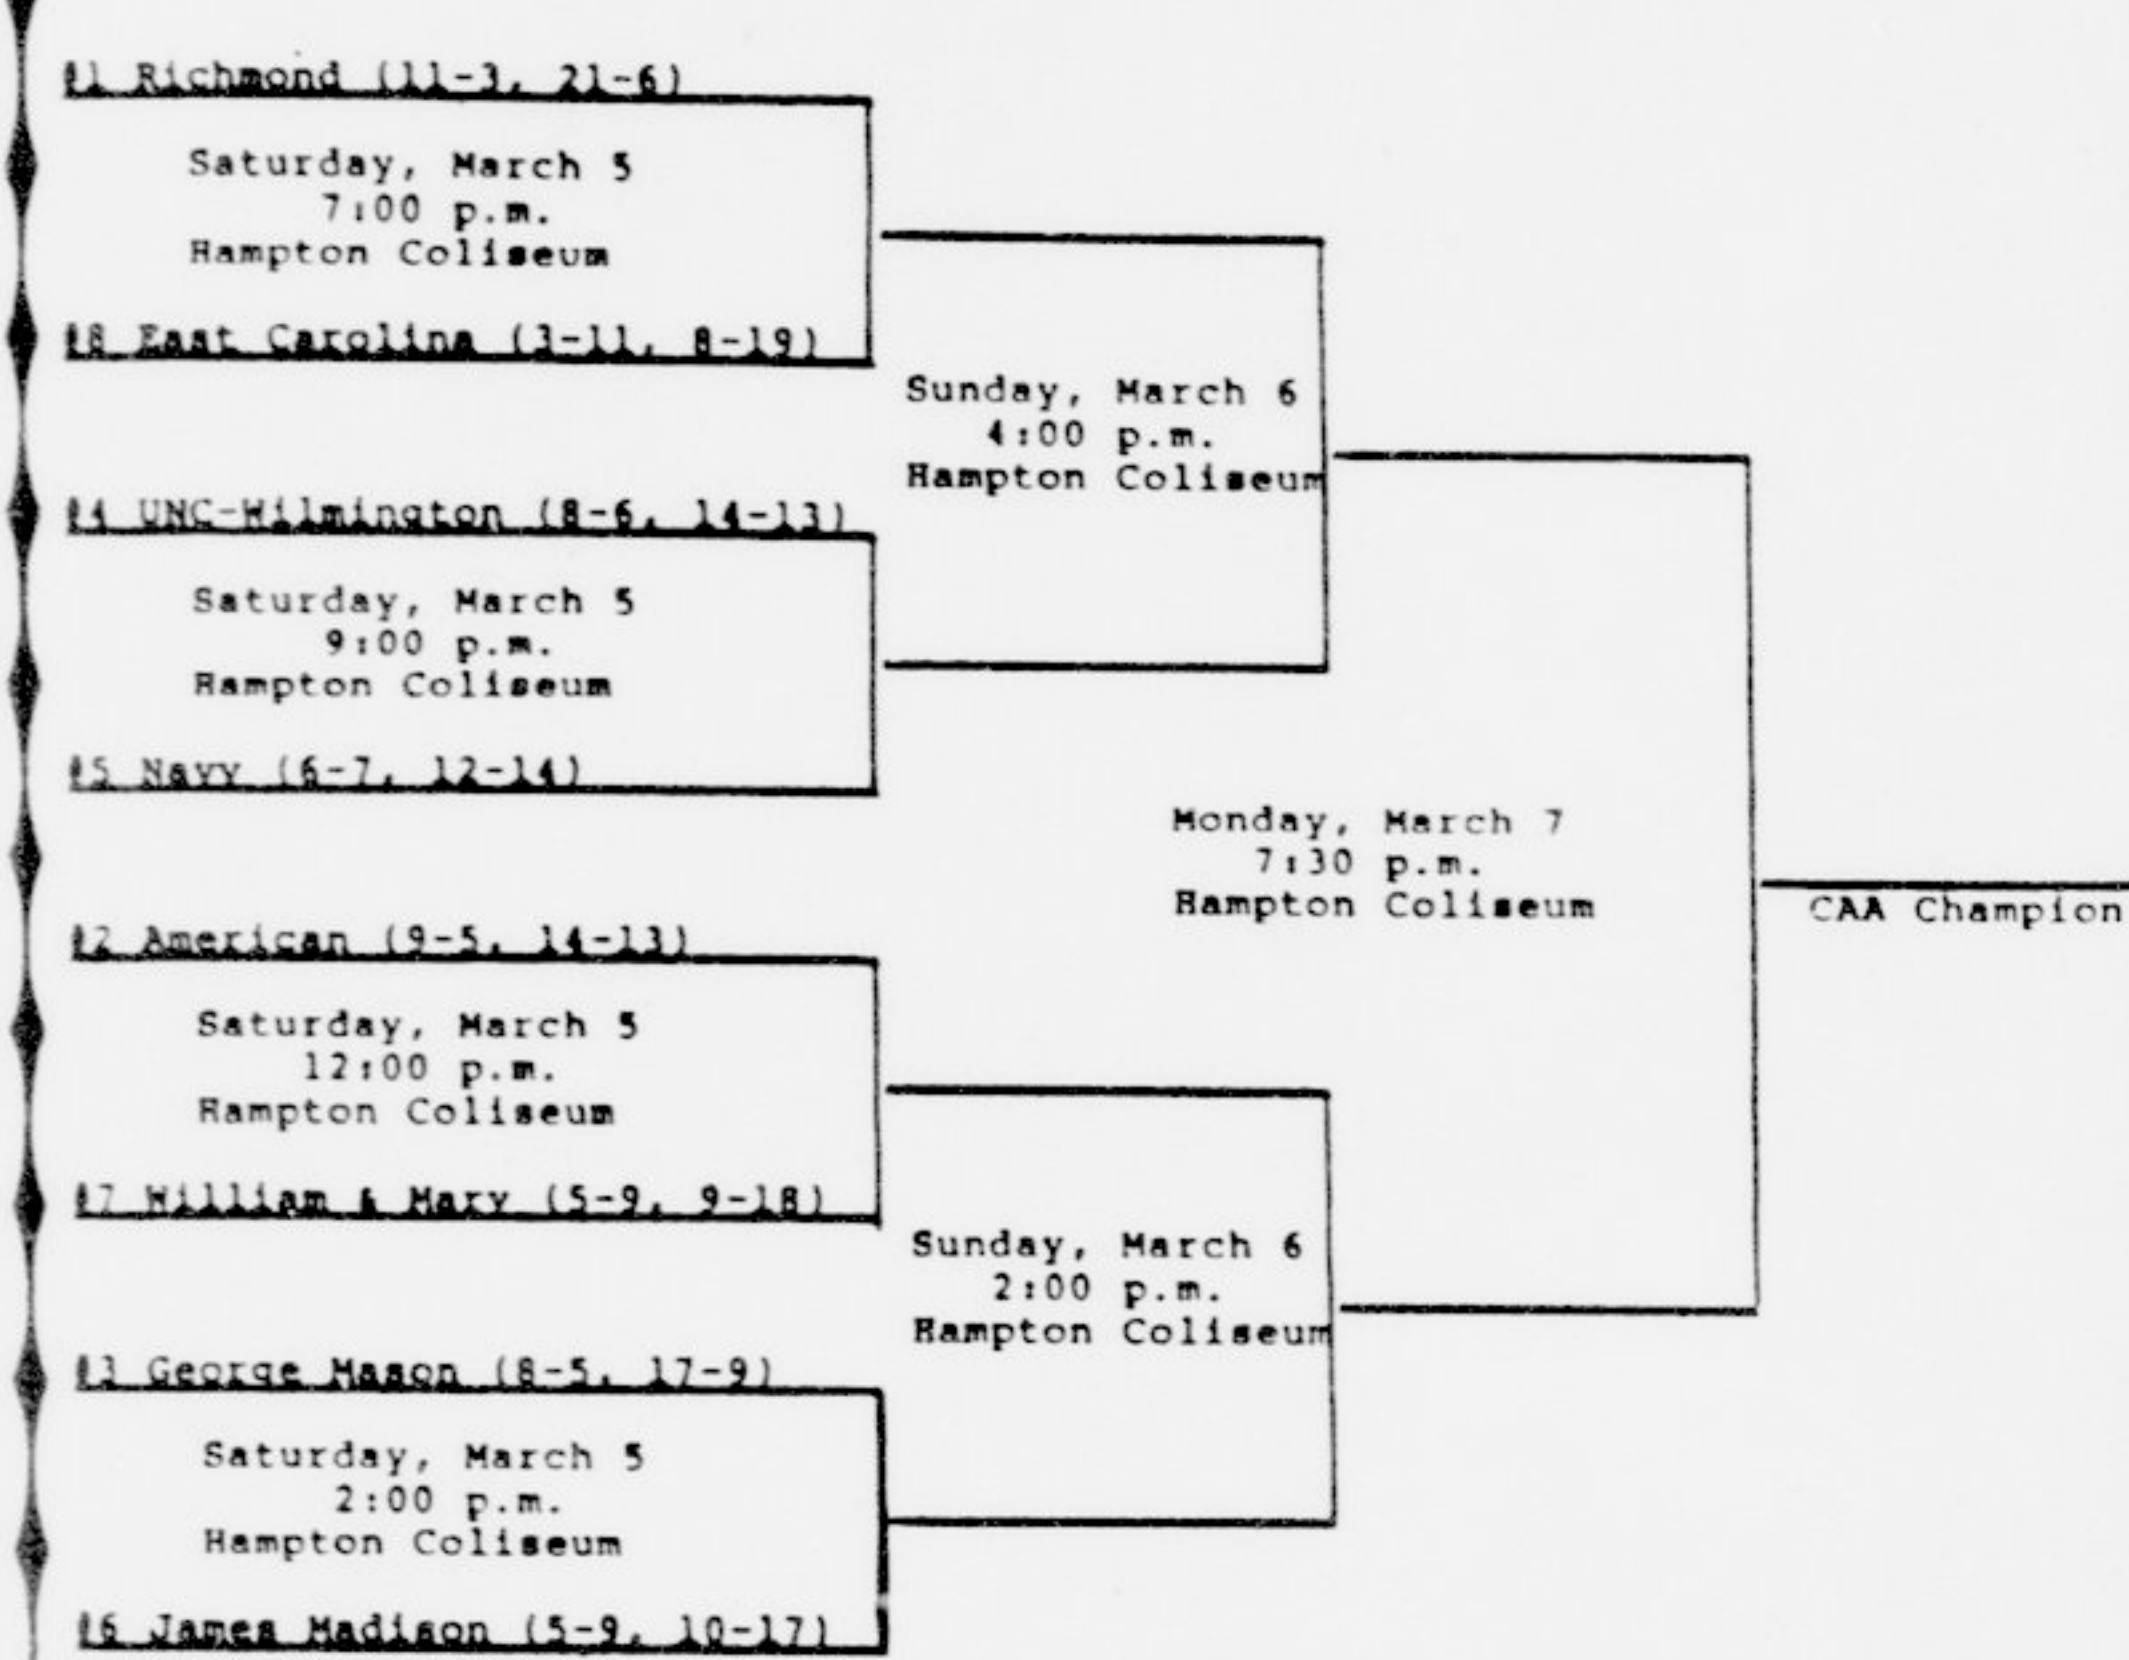 #1 Richmond (11-3, 21-6)
Saturday, March 5
7:00 p.m.
Hampton Coliseum
#8 East Carolina (3-11, 8-19)
Sunday, March 6
4:00 p.m.
Hampton Coliseum
#4 UNC-Wilmington (8-6, 14-13)
Saturday, March 5
9:00 p.m.
Hampton Coliseum
#5 Navy (6-7, 12-14)
Monday, March 7
7:30 p.m.
Hampton Coliseum
CAA Champion
#2 American (9-5, 14-13)
Saturday, March 5
12:00 p.m.
Hampton Coliseum
#7 William & Mary (5-9, 9-18)
Sunday, March 6
2:00 p.m.
Hampton Coliseum
#3 George Mason (8-5, 17-9)
Saturday, March 5
2:00 p.m.
Hampton Coliseum
#6 James Madison (5-9, 10-17)